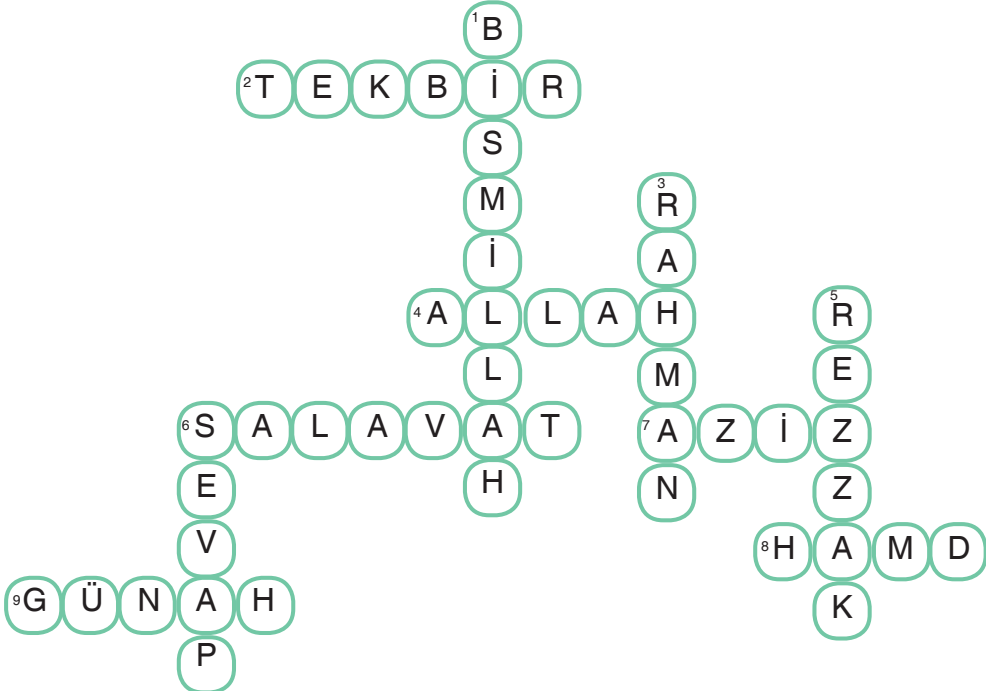 1 B
2 T E K B İ R
S
M
3 R
İ
A
4 A L L A H
5 R
L
M
E
6 S A L A V A T
7 A Z İ Z
E
H
N
Z
V
8 H A M D
9 G Ü N A H
K
P